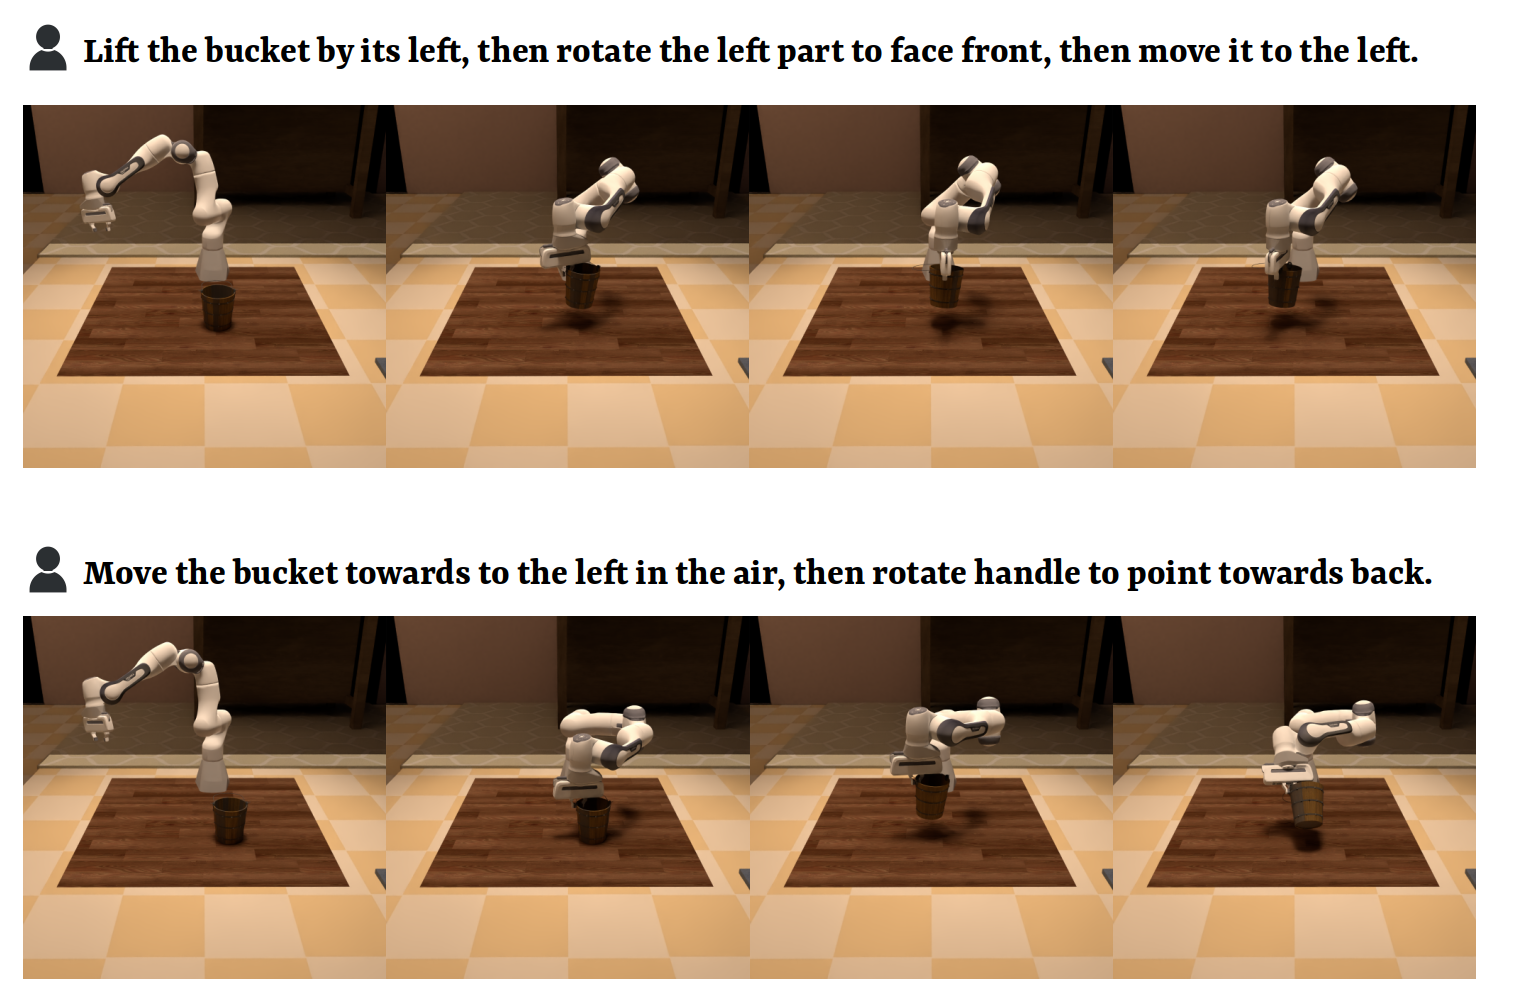 Lift the bucket by its left, then rotate the left part to face front, then move it to the left.
Move the bucket towards to the left in the air, then rotate handle to point towards back.